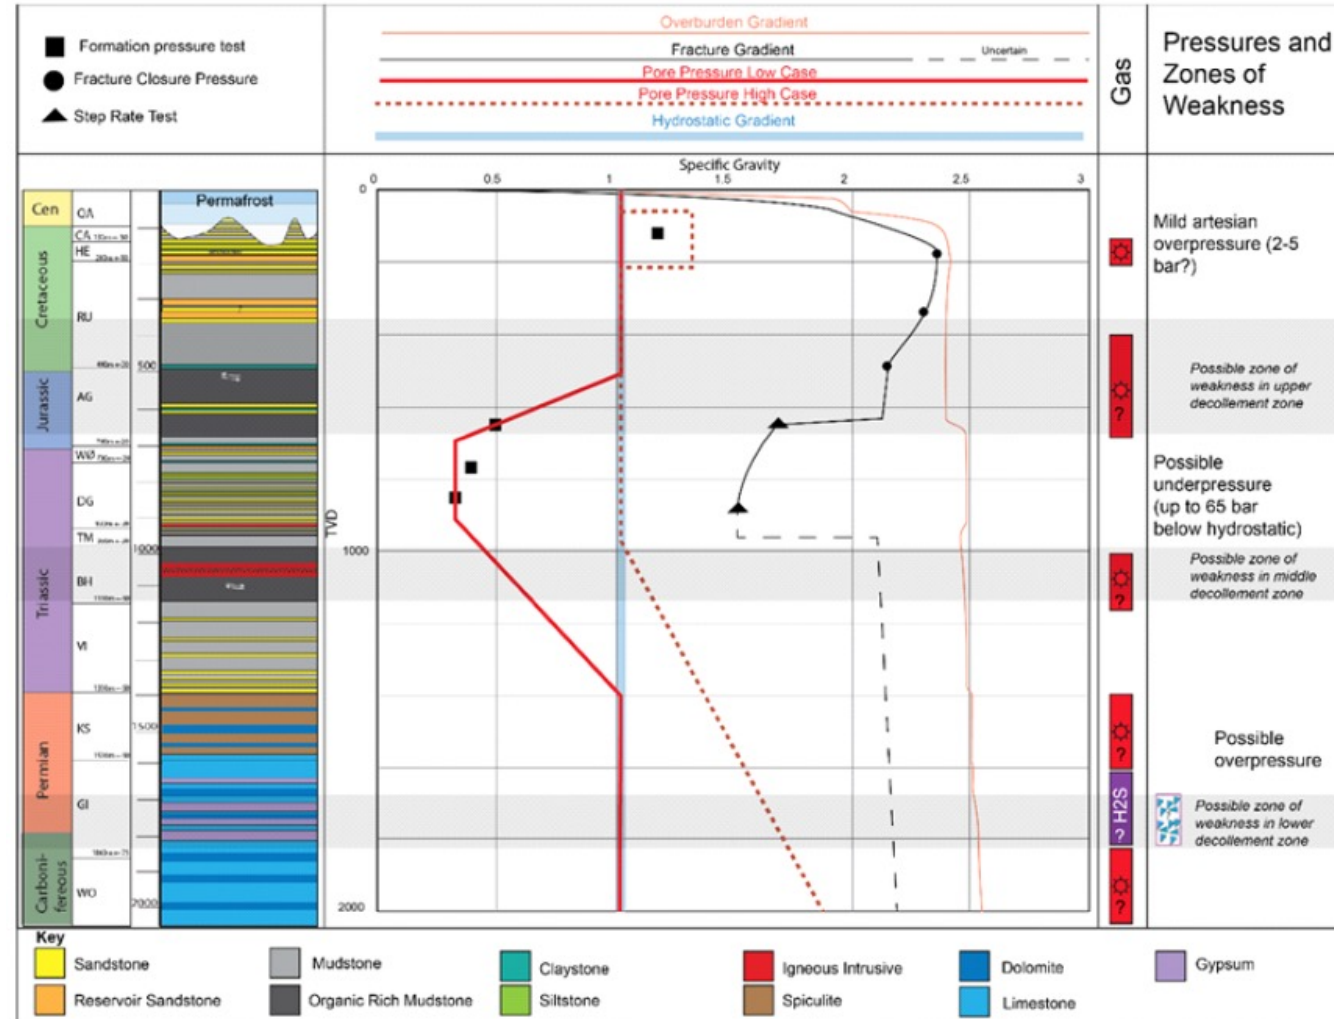 Formation pressure test
Fracture Closure Pressure
Step Rate Test
Overburden Gradient
Fracture Gradient
Uncertain
Pore Pressure Low Case
Pore Pressure High Case
Hydrostatic Gradient
Gas
Pressures and
Zones of
Weakness
Specific Gravity
0 0.5 1 1.5 2 2.5 3
0
1000
2000
TVD
Cen
Cretaceous
Jurassic
Triassic
Permian
Carboni-
fereous
CA
HE
RU
AG
WØ
DG
TM
BH
VI
KS
GI
WO
500
1000
1500
2000
Permafrost
?
?
?
?
H2S
?
?
Mild artesian
overpressure (2-5
bar?)
Possible zone of
weakness in upper
decollement zone
Possible
underpressure
(up to 65 bar
below hydrostatic)
Possible zone of
weakness in middle
decollement zone
Possible
overpressure
Possible zone of
weakness in lower
decollement zone
Key
Sandstone
Mudstone
Claystone
Igneous Intrusive
Dolomite
Gypsum
Reservoir Sandstone
Organic Rich Mudstone
Siltstone
Spiculite
Limestone